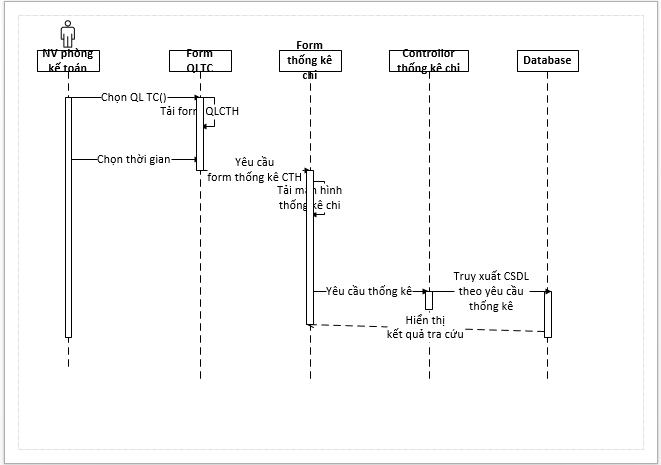 NV phòng
kế toán
Form
QLTC
Form
thống kê
chi
Controllor
thống kê chi
Database
Chọn QL TC()
Tải form QLCTH
Chọn thời gian
Yêu cầu
form thống kê CTH
Tải màn hình
thống kê chi
Yêu cầu thống kê
Truy xuất CSDL
theo yêu cầu
thống kê
Hiển thị
kết quả tra cứu